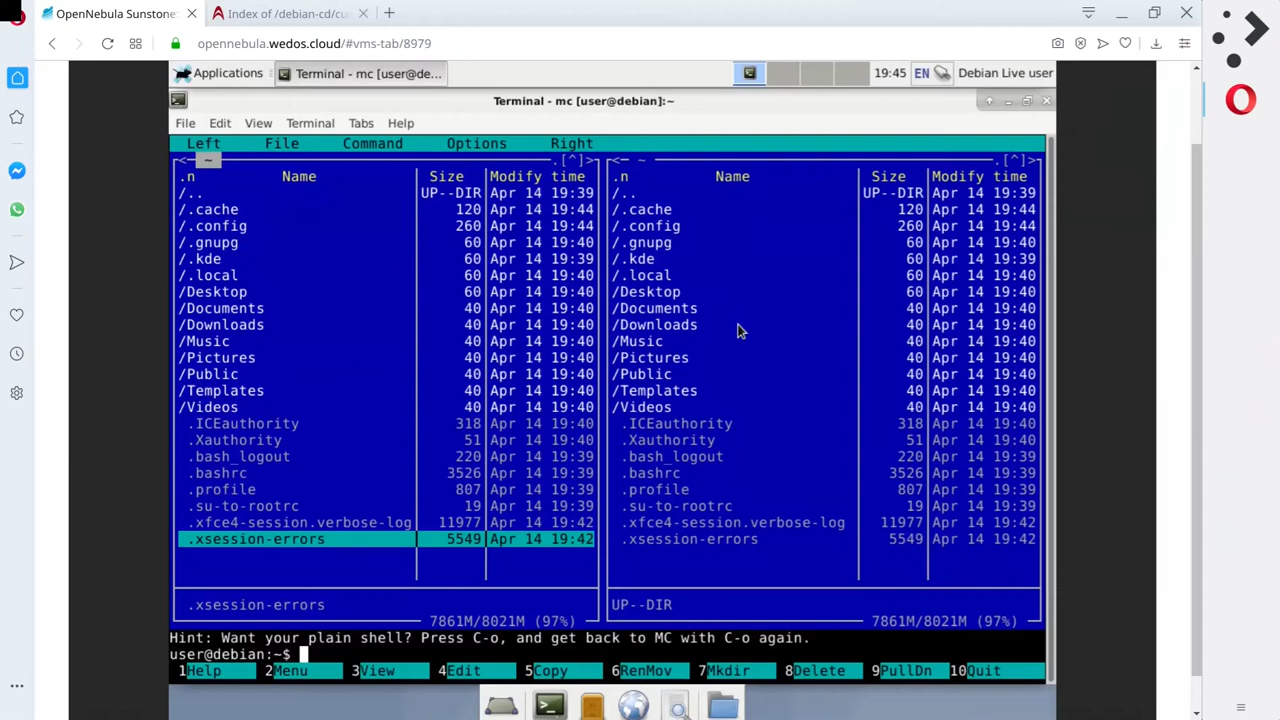 OpenNebula Sunstone: Index of /debian-cd/cu
opennebula.wedos.cloud/#vms-tab/8979
Applications Terminal - mc [user@de... 19:45 EN Debian Live user
Terminal - mc [user@debian]:~
File Edit View Terminal Tabs Help
Left File Command Options Right
<─ ~ ─.[^]>┐ <─ ~ ─.[^]>┐
.n Name Size Modify time .n Name Size Modify time
/.. UP--DIR Apr 14 19:39 /.. UP--DIR Apr 14 19:39
/.cache 120 Apr 14 19:44 /.cache 120 Apr 14 19:44
/.config 260 Apr 14 19:44 /.config 260 Apr 14 19:44
/.gnupg 60 Apr 14 19:40 /.gnupg 60 Apr 14 19:40
/.kde 60 Apr 14 19:39 /.kde 60 Apr 14 19:39
/.local 60 Apr 14 19:40 /.local 60 Apr 14 19:40
/Desktop 60 Apr 14 19:40 /Desktop 60 Apr 14 19:40
/Documents 40 Apr 14 19:40 /Documents 40 Apr 14 19:40
/Downloads 40 Apr 14 19:40 /Downloads 40 Apr 14 19:40
/Music 40 Apr 14 19:40 /Music 40 Apr 14 19:40
/Pictures 40 Apr 14 19:40 /Pictures 40 Apr 14 19:40
/Public 40 Apr 14 19:40 /Public 40 Apr 14 19:40
/Templates 40 Apr 14 19:40 /Templates 40 Apr 14 19:40
/Videos 40 Apr 14 19:40 /Videos 40 Apr 14 19:40
.ICEauthority 318 Apr 14 19:40 .ICEauthority 318 Apr 14 19:40
.Xauthority 51 Apr 14 19:40 .Xauthority 51 Apr 14 19:40
.bash_logout 220 Apr 14 19:39 .bash_logout 220 Apr 14 19:39
.bashrc 3526 Apr 14 19:39 .bashrc 3526 Apr 14 19:39
.profile 807 Apr 14 19:39 .profile 807 Apr 14 19:39
.su-to-rootrc 19 Apr 14 19:39 .su-to-rootrc 19 Apr 14 19:39
.xfce4-session.verbose-log 11977 Apr 14 19:42 .xfce4-session.verbose-log 11977 Apr 14 19:42
.xsession-errors 5549 Apr 14 19:42 .xsession-errors 5549 Apr 14 19:42
.xsession-errors UP--DIR
7861M/8021M (97%) 7861M/8021M (97%)
Hint: Want your plain shell? Press C-o, and get back to MC with C-o again.
user@debian:~$
1Help 2Menu 3View 4Edit 5Copy 6RenMov 7Mkdir 8Delete 9PullDn 10Quit